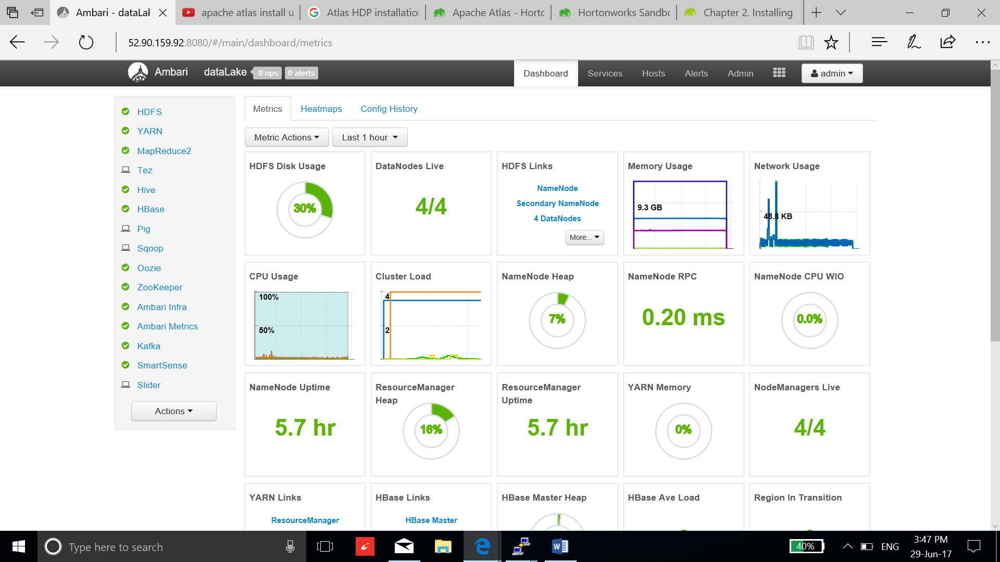 Ambari - dataLak
apache atlas install u
Atlas HDP installation
Apache Atlas - Horto
Hortonworks Sandbo
Chapter 2. Installing
52.90.159.92:8080/#/main/dashboard/metrics
Ambari
dataLake
0 ops
0 alerts
Dashboard
Services
Hosts
Alerts
Admin
admin
HDFS
YARN
MapReduce2
Tez
Hive
HBase
Pig
Sqoop
Oozie
ZooKeeper
Ambari Infra
Ambari Metrics
Kafka
SmartSense
Slider
Actions
Metrics
Heatmaps
Config History
Metric Actions
Last 1 hour
HDFS Disk Usage
30%
DataNodes Live
4/4
HDFS Links
NameNode
Secondary NameNode
4 DataNodes
More...
Memory Usage
9.3 GB
Network Usage
48.8 KB
CPU Usage
100%
50%
Cluster Load
4
2
NameNode Heap
7%
NameNode RPC
0.20 ms
NameNode CPU WIO
0.0%
NameNode Uptime
5.7 hr
ResourceManager
Heap
16%
ResourceManager
Uptime
5.7 hr
YARN Memory
0%
NodeManagers Live
4/4
YARN Links
ResourceManager
HBase Links
HBase Master
HBase Master Heap
HBase Ave Load
Region In Transition
Type here to search
40%
ENG
3:47 PM
29-Jun-17